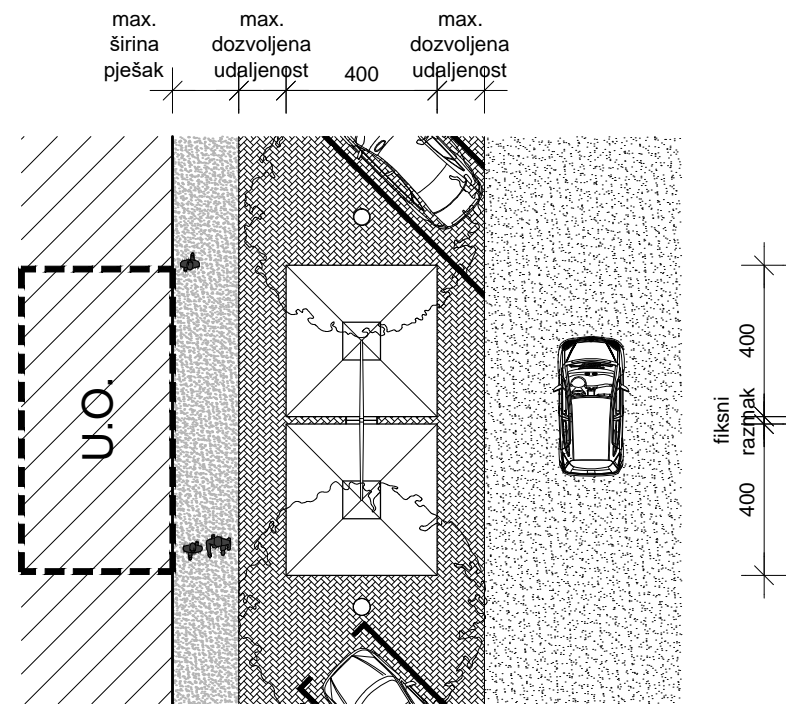 max.
širina
pješak
max.
dozvoljena
udaljenost
400
max.
dozvoljena
udaljenost
U.O.
400
fiksni
razmak
400